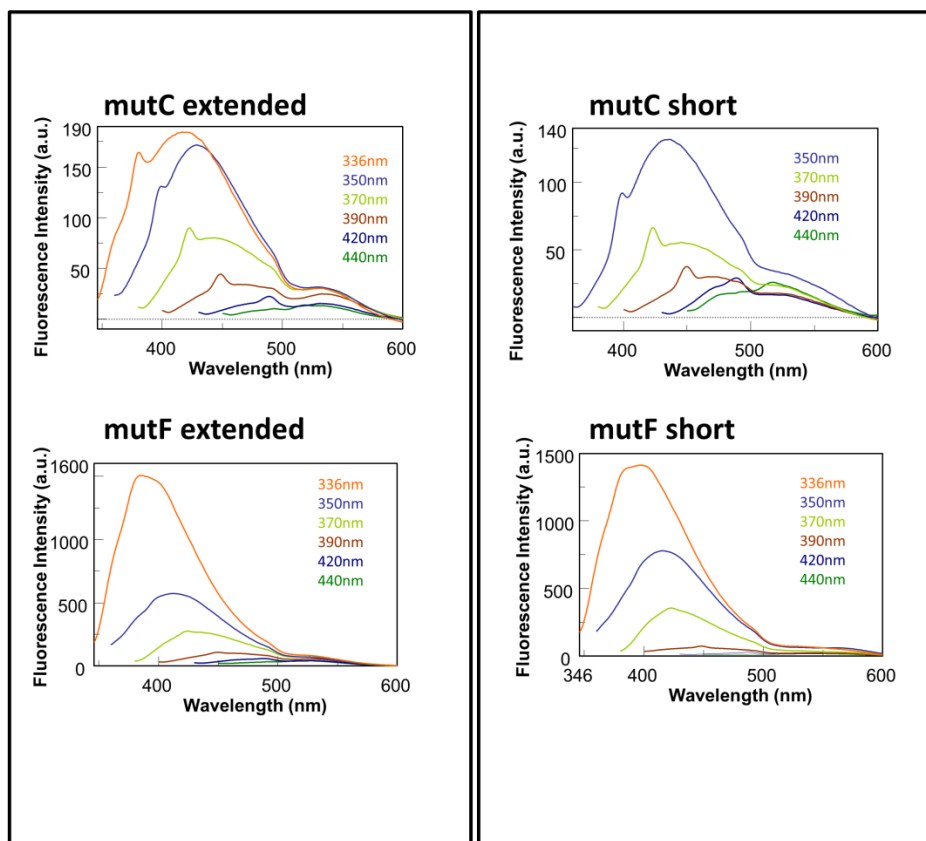 mutC extended
Fluorescence Intensity (a.u.)
190
150
100
50
336nm
350nm
370nm
390nm
420nm
440nm
400
500
600
Wavelength (nm)
mutC short
Fluorescence Intensity (a.u.)
140
100
50
350nm
370nm
390nm
420nm
440nm
400
500
600
Wavelength (nm)
mutF extended
Fluorescence Intensity (a.u.)
1600
1000
500
0
336nm
350nm
370nm
390nm
420nm
440nm
400
500
600
Wavelength (nm)
mutF short
Fluorescence Intensity (a.u.)
1500
1000
500
0
336nm
350nm
370nm
390nm
420nm
440nm
346
400
500
600
Wavelength (nm)